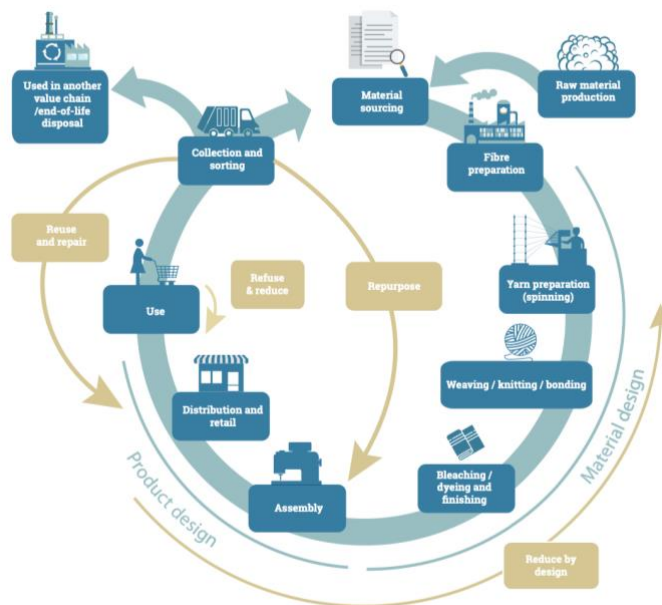 Used in another
value chain
/end-of-life
disposal
Collection and
sorting
Material
sourcing
Raw material
production
Fibre
preparation
Reuse
and repair
Refuse
& reduce
Repurpose
Use
Yarn preparation
(spinning)
Distribution and
retail
Weaving / knitting / bonding
Assembly
Bleaching /
dyeing and
finishing
Product design
Material design
Reduce by
design